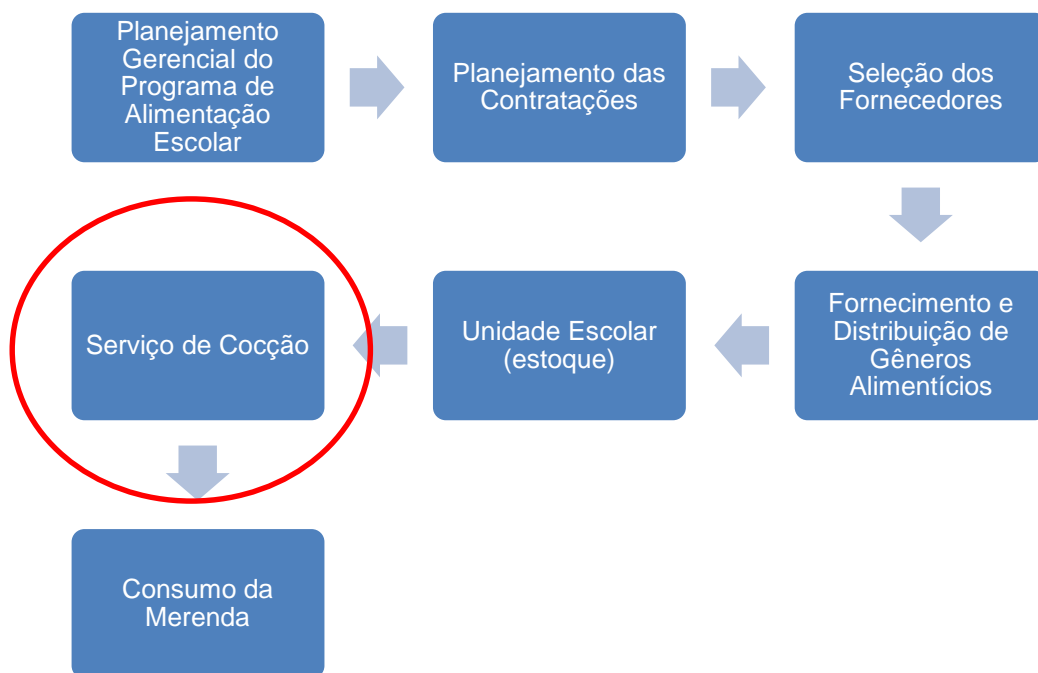 Planejamento
Gerencial do
Programa de
Alimentação
Escolar
Planejamento das
Contratações
Seleção dos
Fornecedores
Fornecimento e
Distribuição de
Gêneros
Alimentícios
Unidade Escolar
(estoque)
Serviço de Cocção
Consumo da
Merenda